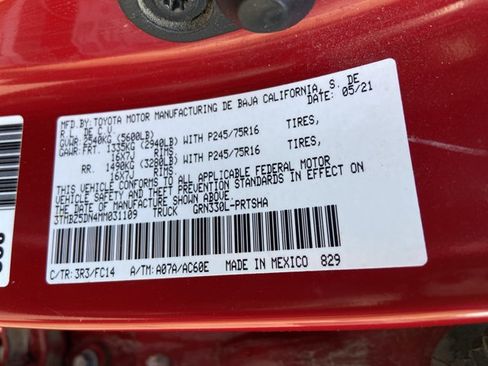 MFD.BY:TOYOTA MOTOR MANUFACTURING DE BAJA CALIFORNIA, S. DE
R.L. DE C.V. DATE: 05/21
GVWR: 2540KG (5600LB)
GAWR:FRT. 1335KG (2940LB)WITH P245/75R16 TIRES,
16X7J RIMS
RR. 1490KG (3280LB)WITH P245/75R16 TIRES,
16X7J RIMS
THIS VEHICLE CONFORMS TO ALL APPLICABLE FEDERAL MOTOR
VEHICLE SAFETY AND THEFT PREVENTION STANDARDS IN EFFECT ON
THE DATE OF MANUFACTURE SHOWN ABOVE.
3TMBZ5DN4MM031109 TRUCK GRN330L-PRTSHA
C/TR:3R3/FC14 A/TM:A07A/AC60E MADE IN MEXICO 829